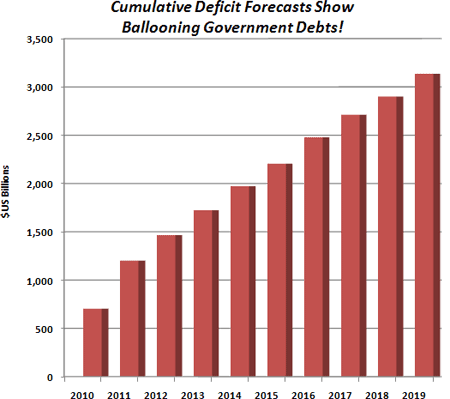 Cumulative Deficit Forecasts Show
Ballooning Government Debts!
3,500
3,000
2,500
2,000
1,500
1,000
500
0
$US Billions
2010 2011 2012 2013 2014 2015 2016 2017 2018 2019